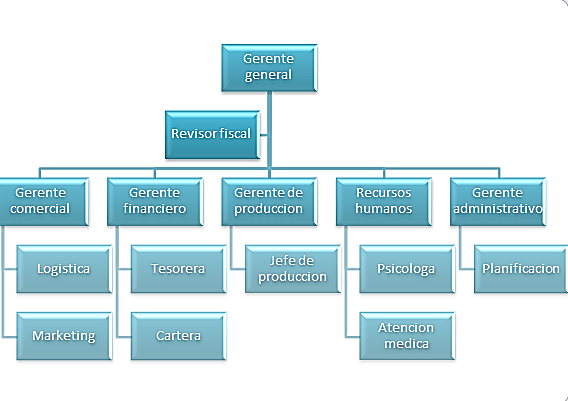 Gerente
general
Revisor fiscal
Gerente
comercial
Gerente
financiero
Gerente de
produccion
Recursos
humanos
Gerente
administrativo
Logistica
Tesorera
Jefe de
produccion
Psicologa
Planificacion
Marketing
Cartera
Atencion
medica